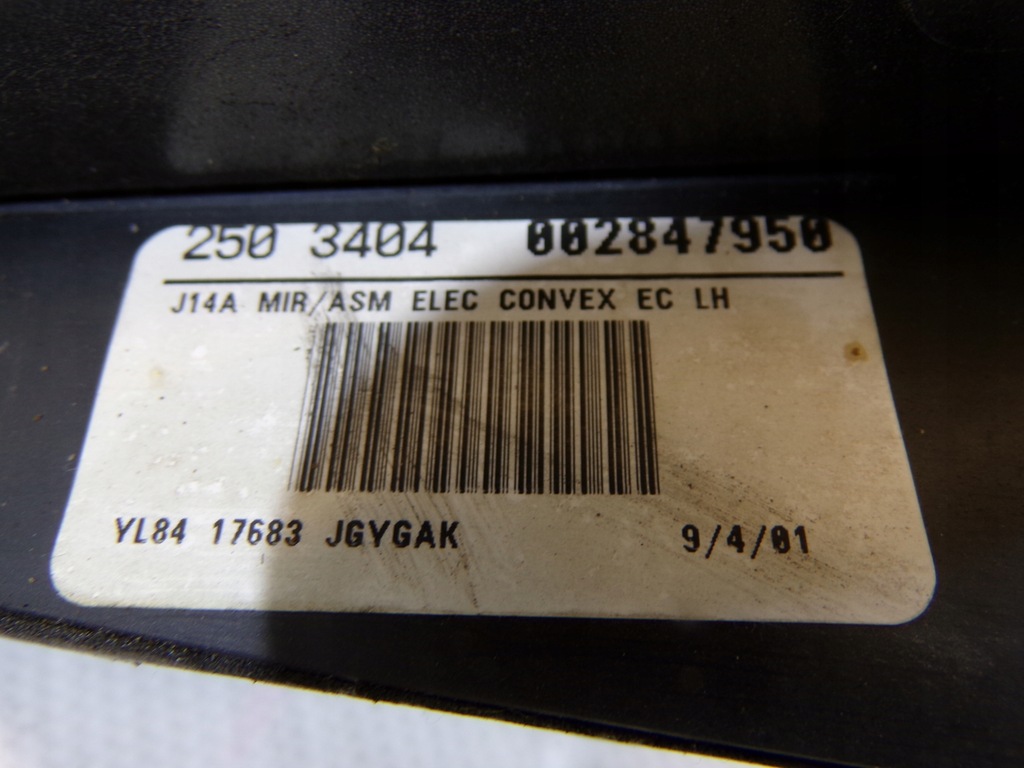 250 3404 002847950
J14A MIR/ASM ELEC CONVEX EC LH
YL84 17683 JGYGAK 9/4/01